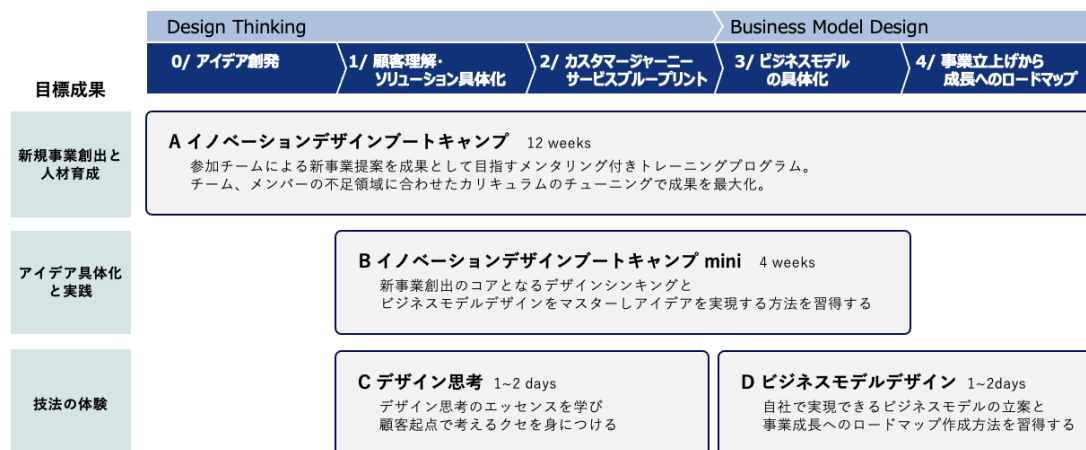 Design Thinking
Business Model Design
0/ アイデア創発
1/ 顧客理解・
ソリューション具体化
2/ カスタマージャーニー
サービスブループリント
3/ ビジネスモデル
の具体化
4/ 事業立上げから
成長へのロードマップ
目標成果
新規事業創出と
人材育成
A イノベーションデザインブートキャンプ 12 weeks
参加チームによる新事業提案を成果として目指すメンタリング付きトレーニングプログラム。
チーム、メンバーの不足領域に合わせたカリキュラムのチューニングで成果を最大化。
アイデア具体化
と実践
B イノベーションデザインブートキャンプ mini 4 weeks
新事業創出のコアとなるデザインシンキングと
ビジネスモデルデザインをマスターしアイデアを実現する方法を習得する
技法の体験
C デザイン思考 1~2 days
デザイン思考のエッセンスを学び
顧客起点で考えるクセを身につける
D ビジネスモデルデザイン 1~2days
自社で実現できるビジネスモデルの立案と
事業成長へのロードマップ作成方法を習得する